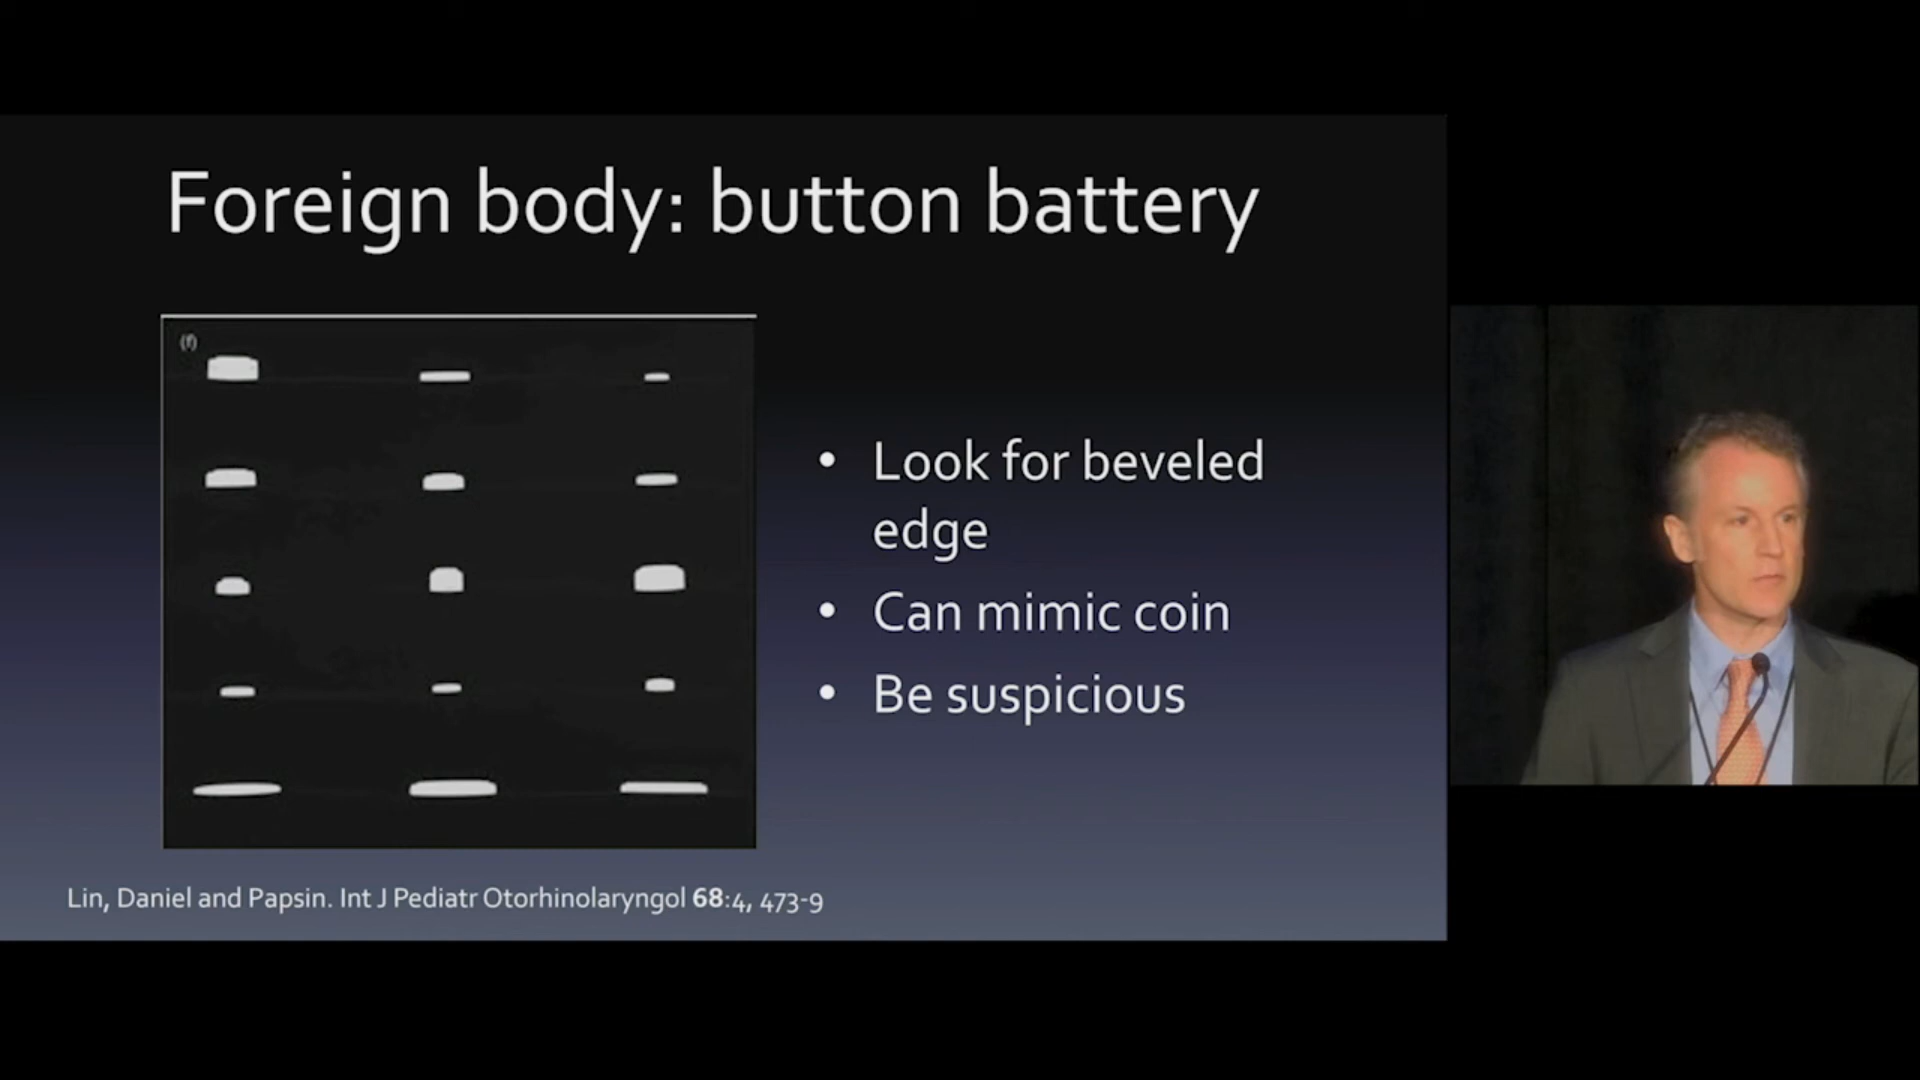 Foreign body: button battery
(f)
• Look for beveled
edge
• Can mimic coin
• Be suspicious
Lin, Daniel and Papsin. Int J Pediatr Otorhinolaryngol 68:4, 473-9